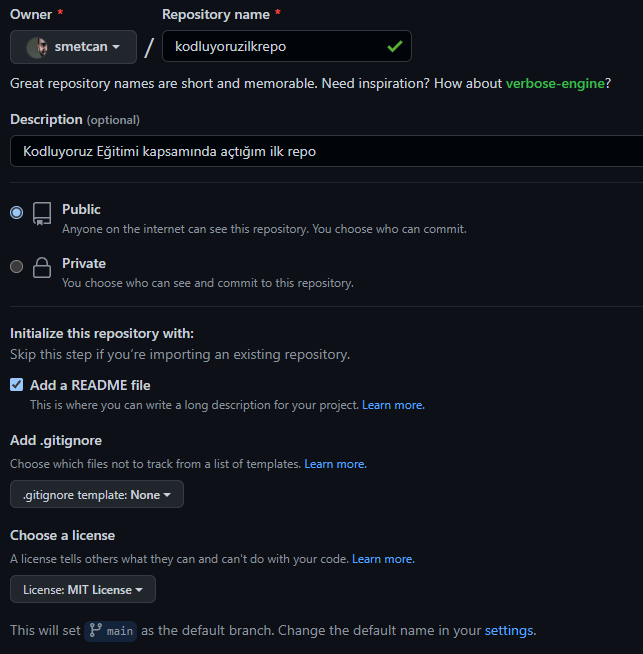 Owner * Repository name *
smetcan / kodluyoruzilkrepo
Great repository names are short and memorable. Need inspiration? How about verbose-engine?
Description (optional)
Kodluyoruz Eğitimi kapsamında açtığım ilk repo
Public
Anyone on the internet can see this repository. You choose who can commit.
Private
You choose who can see and commit to this repository.
Initialize this repository with:
Skip this step if you’re importing an existing repository.
Add a README file
This is where you can write a long description for your project. Learn more.
Add .gitignore
Choose which files not to track from a list of templates. Learn more.
.gitignore template: None
Choose a license
A license tells others what they can and can't do with your code. Learn more.
License: MIT License
This will set main as the default branch. Change the default name in your settings.